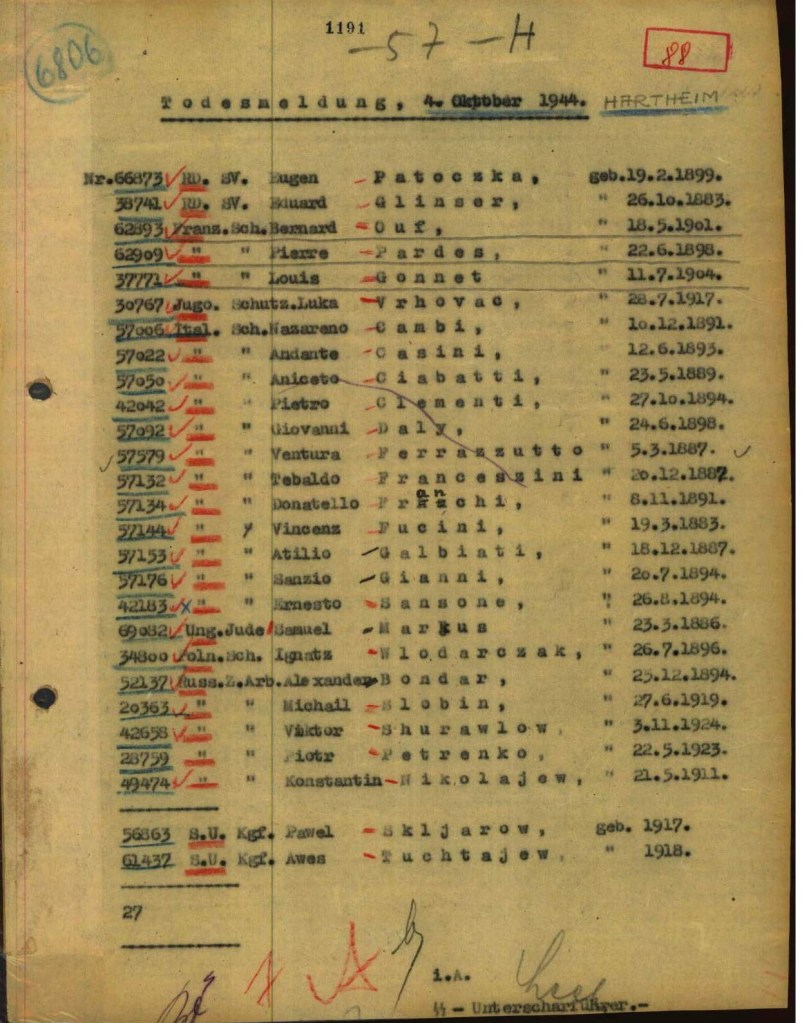 1191
-57-H
6806
88
Todesmeldung, 4. Oktober 1944. HARTHEIM
Nr.66873 RD. SV. Eugen Patoczka, geb.19.2.1899.
38741 RD. SV. Eduard Glinser, " 26.10.1883.
62893 Franz.Sch.Bernard Ouf, " 18.5.1901.
62909 " " Pierre Pardes, " 22.6.1898.
37771 " " Louis Gonnet " 11.7.1904.
30767 Jugo. Schutz.Luka Vrhovac, " 28.7.1917.
57006 Ital. Sch.Nazareno Cambi, " 10.12.1891.
57022 " " Andante Casini, 12.6.1893.
57050 " " Aniceto Ciabatti, " 23.5.1889.
42042 " " Pietro Clementi, " 27.10.1894.
57092 " " Giovanni Daly, " 24.6.1898.
57579 " " Ventura Ferrazzutto " 5.3.1887.
57132 " " Tebaldo Franceszini " 20.12.1887.
57134 " " Donatello Franchi, " 8.11.1891.
57144 " " Vincenz Fucini, " 19.3.1883.
57153 " " Atilio Galbiati, " 18.12.1887.
57176 " " Sanzio Gianni, " 20.7.1894.
42183 " " Ernesto Sansone, " 26.8.1894.
69082 Ung.Jude Samuel Markus " 23.3.1886.
34800 Poln.Sch. Ignatz Wlodarczak, " 26.7.1896.
52137 Russ.Z.Arb.Alexander Bondar, " 25.12.1894.
20363 " " Michail Slobin, " 27.6.1919.
42658 " " Viktor Shurawlow, " 3.11.1924.
28759 " " Piotr Petrenko, " 22.5.1923.
49474 " " Konstantin Nikolajew, " 21.5.1911.
56863 S.U. Kgf. Pawel Skljarow, geb. 1917.
61437 S.U. Kgf. Awes Tuchtajew, " 1918.
27
i.A.
SS - Unterscharführer.-